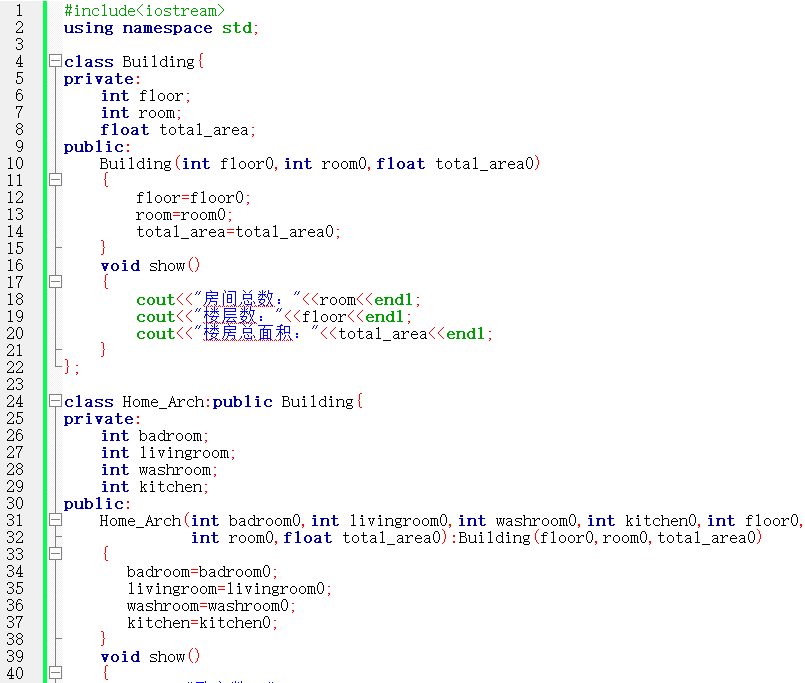 1 #include<iostream>
2 using namespace std;
3
4 class Building{
5 private:
6 int floor;
7 int room;
8 float total_area;
9 public:
10 Building(int floor0,int room0,float total_area0)
11 {
12 floor=floor0;
13 room=room0;
14 total_area=total_area0;
15 }
16 void show()
17 {
18 cout<<"房间总数："<<room<<endl;
19 cout<<"楼层数："<<floor<<endl;
20 cout<<"楼房总面积："<<total_area<<endl;
21 }
22 };
23
24 class Home_Arch:public Building{
25 private:
26 int badroom;
27 int livingroom;
28 int washroom;
29 int kitchen;
30 public:
31 Home_Arch(int badroom0,int livingroom0,int washroom0,int kitchen0,int floor0,
32 int room0,float total_area0):Building(floor0,room0,total_area0)
33 {
34 badroom=badroom0;
35 livingroom=livingroom0;
36 washroom=washroom0;
37 kitchen=kitchen0;
38 }
39 void show()
40 {